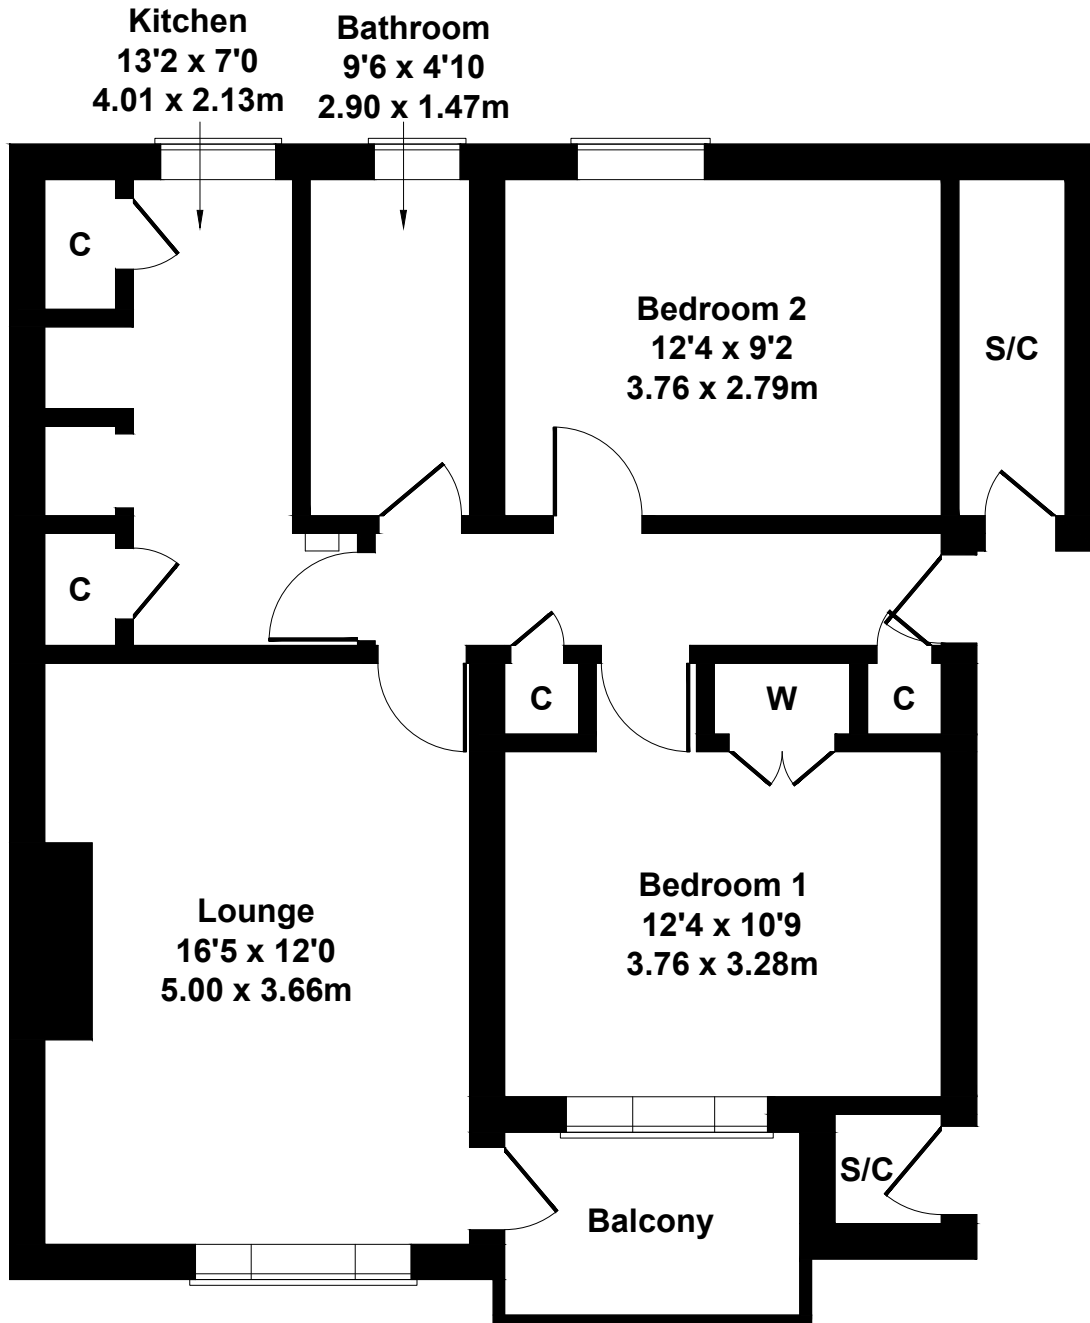 Kitchen
13'2 x 7'0
4.01 x 2.13m
Bathroom
9'6 x 4'10
2.90 x 1.47m
C
Bedroom 2
12'4 x 9'2
3.76 x 2.79m
S/C
C
C
W
C
Lounge
16'5 x 12'0
5.00 x 3.66m
Bedroom 1
12'4 x 10'9
3.76 x 3.28m
S/C
Balcony